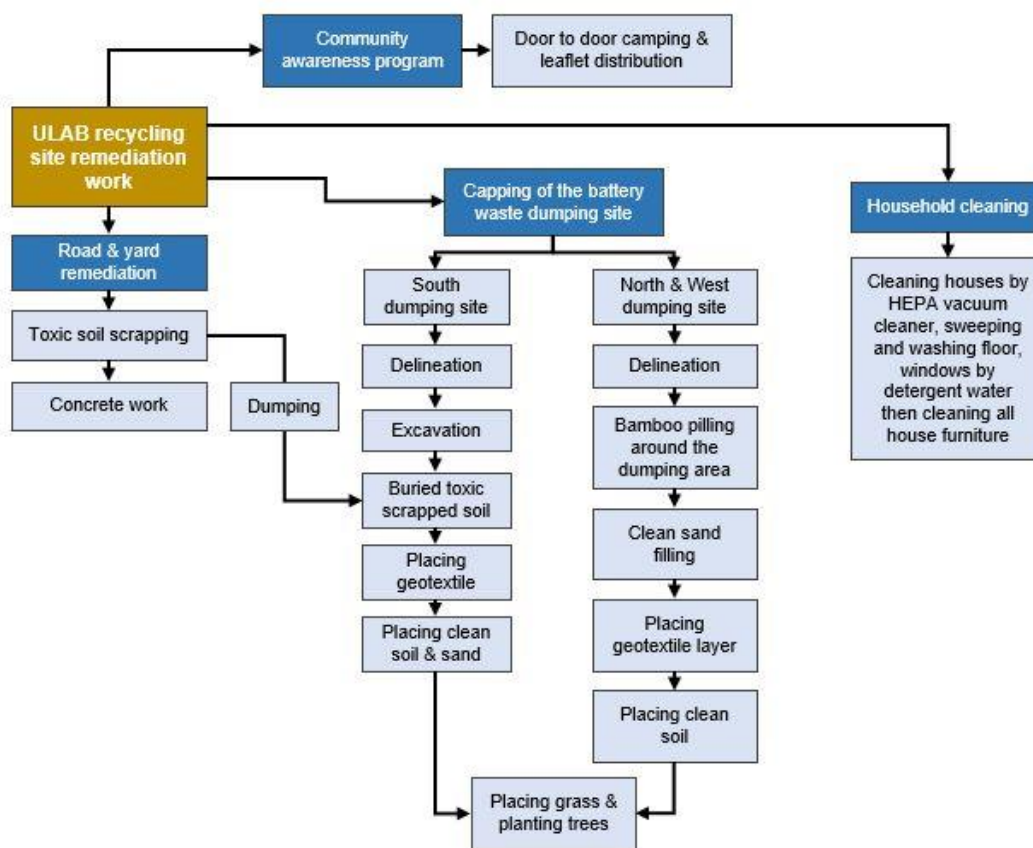 Community
awareness program
Door to door camping &
leaflet distribution
ULAB recycling
site remediation
work
Capping of the battery
waste dumping site
Household cleaning
Road & yard
remediation
Toxic soil scrapping
Concrete work
Dumping
South
dumping site
Delineation
Excavation
Buried toxic
scrapped soil
Placing
geotextile
Placing clean
soil & sand
North & West
dumping site
Delineation
Bamboo pilling
around the
dumping area
Clean sand
filling
Placing
geotextile layer
Placing clean
soil
Placing grass &
planting trees
Cleaning houses by
HEPA vacuum
cleaner, sweeping
and washing floor,
windows by
detergent water
then cleaning all
house furniture